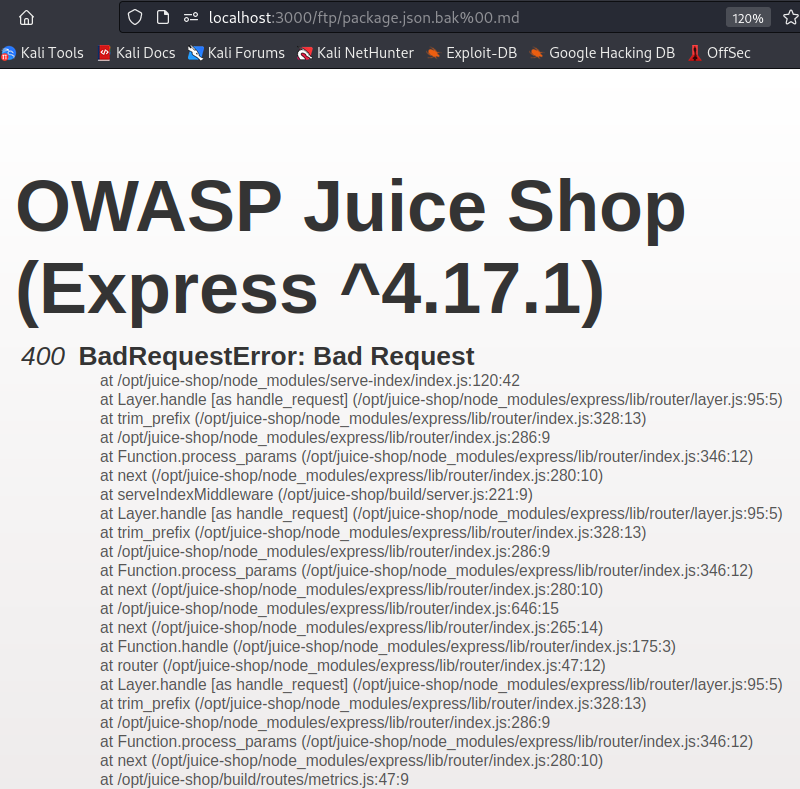 localhost:3000/ftp/package.json.bak%00.md 120%
Kali Tools Kali Docs Kali Forums Kali NetHunter Exploit-DB Google Hacking DB OffSec
OWASP Juice Shop
(Express ^4.17.1)
400 BadRequestError: Bad Request
at /opt/juice-shop/node_modules/serve-index/index.js:120:42
at Layer.handle [as handle_request] (/opt/juice-shop/node_modules/express/lib/router/layer.js:95:5)
at trim_prefix (/opt/juice-shop/node_modules/express/lib/router/index.js:328:13)
at /opt/juice-shop/node_modules/express/lib/router/index.js:286:9
at Function.process_params (/opt/juice-shop/node_modules/express/lib/router/index.js:346:12)
at next (/opt/juice-shop/node_modules/express/lib/router/index.js:280:10)
at serveIndexMiddleware (/opt/juice-shop/build/server.js:221:9)
at Layer.handle [as handle_request] (/opt/juice-shop/node_modules/express/lib/router/layer.js:95:5)
at trim_prefix (/opt/juice-shop/node_modules/express/lib/router/index.js:328:13)
at /opt/juice-shop/node_modules/express/lib/router/index.js:286:9
at Function.process_params (/opt/juice-shop/node_modules/express/lib/router/index.js:346:12)
at next (/opt/juice-shop/node_modules/express/lib/router/index.js:280:10)
at /opt/juice-shop/node_modules/express/lib/router/index.js:646:15
at next (/opt/juice-shop/node_modules/express/lib/router/index.js:265:14)
at Function.handle (/opt/juice-shop/node_modules/express/lib/router/index.js:175:3)
at router (/opt/juice-shop/node_modules/express/lib/router/index.js:47:12)
at Layer.handle [as handle_request] (/opt/juice-shop/node_modules/express/lib/router/layer.js:95:5)
at trim_prefix (/opt/juice-shop/node_modules/express/lib/router/index.js:328:13)
at /opt/juice-shop/node_modules/express/lib/router/index.js:286:9
at Function.process_params (/opt/juice-shop/node_modules/express/lib/router/index.js:346:12)
at next (/opt/juice-shop/node_modules/express/lib/router/index.js:280:10)
at /opt/juice-shop/build/routes/metrics.js:47:9